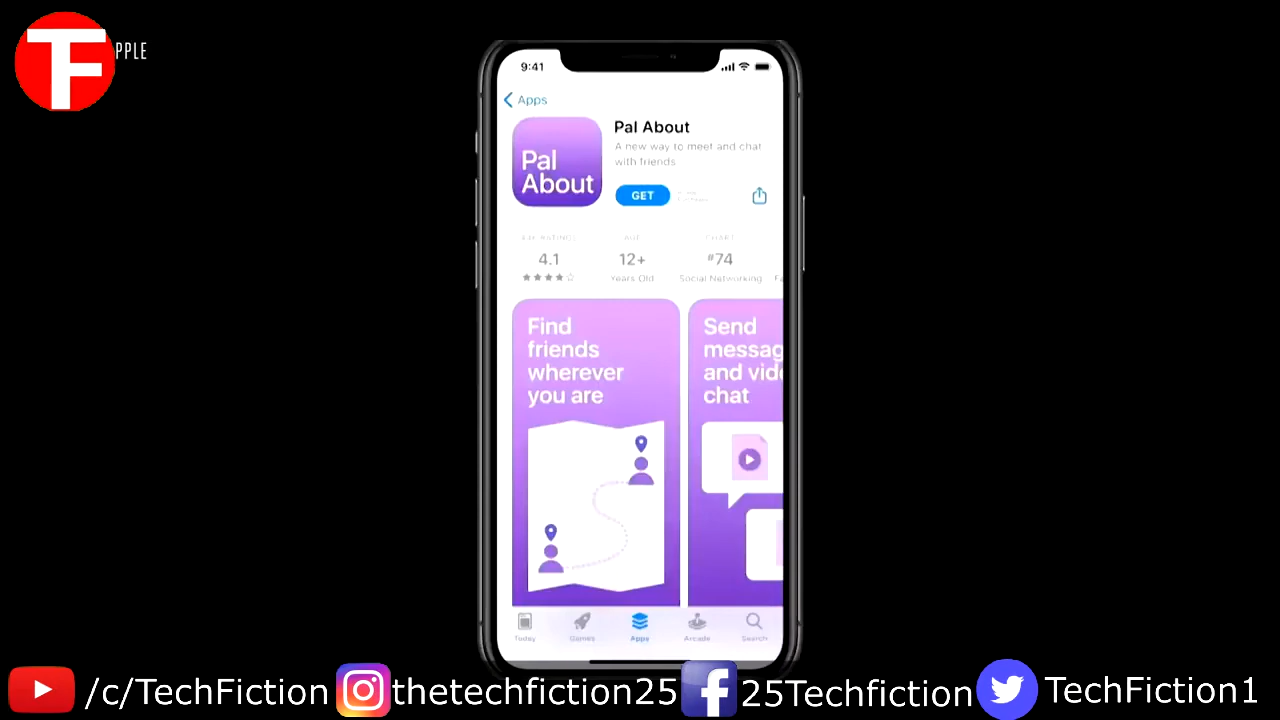 TF
PPLE
9:41
Apps
Pal About
A new way to meet and chat
with friends
Pal
About
GET
AGE
CHART
4.1
12+
#74
Years Old
Social Networking
Find
friends
wherever
you are
Send
messag
and vid
chat
Today
Games
Apps
Arcade
Search
/c/TechFiction
thetechfiction25
25Techfiction
TechFiction1